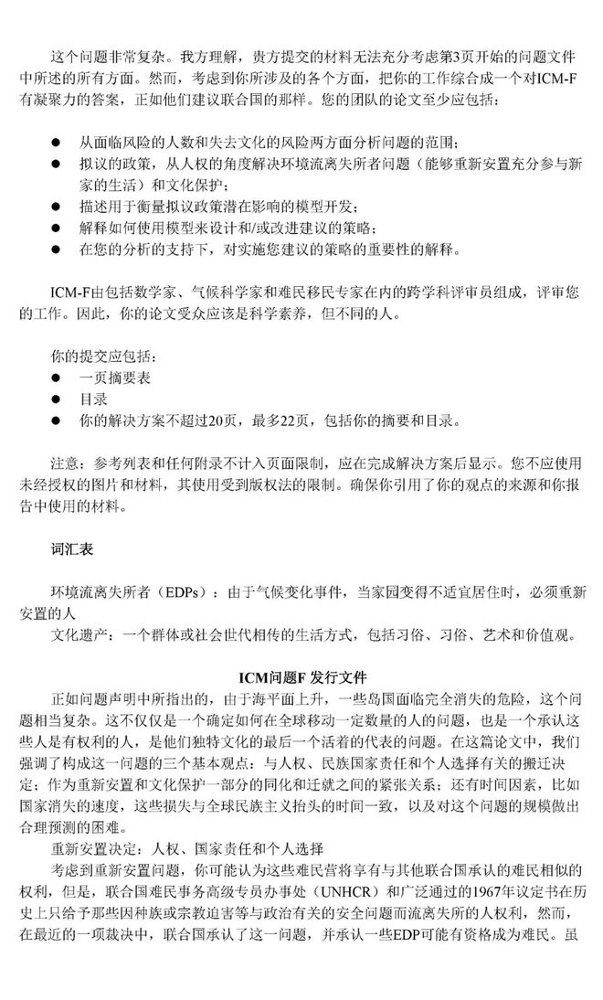 这个问题非常复杂。我方理解，贵方提交的材料无法充分考虑第3页开始的问题文件
中所述的所有方面。然而，考虑到你所涉及的各个方面，把你的工作综合成一个对ICM-F
有凝聚力的答案，正如他们建议联合国的那样。您的团队的论文至少应包括：
● 从面临风险的人数和失去文化的风险两方面分析问题的范围；
● 拟议的政策，从人权的角度解决环境流离失所者问题（能够重新安置充分参与新
家的生活）和文化保护；
● 描述用于衡量拟议政策潜在影响的模型开发；
● 解释如何使用模型来设计和/或改进建议的策略；
● 在您的分析的支持下，对实施您建议的策略的重要性的解释。
ICM-F由包括数学家、气候科学家和难民移民专家在内的跨学科评审员组成，评审您
的工作。因此，你的论文受众应该是科学素养，但不同的人。
你的提交应包括：
● 一页摘要表
● 目录
● 你的解决方案不超过20页，最多22页，包括你的摘要和目录。
注意：参考列表和任何附录不计入页面限制，应在完成解决方案后显示。您不应使用
未经授权的图片和材料，其使用受到版权法的限制。确保你引用了你的观点的来源和你报
告中使用的材料。
词汇表
环境流离失所者（EDPs）：由于气候变化事件，当家园变得不适宜居住时，必须重新
安置的人
文化遗产：一个群体或社会世代相传的生活方式，包括习俗、习俗、艺术和价值观。
ICM问题F 发行文件
正如问题声明中所指出的，由于海平面上升，一些岛国面临完全消失的危险，这个问
题相当复杂。这不仅仅是一个确定如何在全球移动一定数量的人的问题，也是一个承认这
些人是有权利的人，是他们独特文化的最后一个活着的代表的问题。在这篇论文中，我们
强调了构成这一问题的三个基本观点：与人权、民族国家责任和个人选择有关的搬迁决
定；作为重新安置和文化保护一部分的同化和迁就之间的紧张关系；还有时间因素，比如
国家消失的速度，这些损失与全球民族主义抬头的时间一致，以及对这个问题的规模做出
合理预测的困难。
重新安置决定：人权、国家责任和个人选择
考虑到重新安置问题，你可能认为这些难民营将享有与其他联合国承认的难民相似的
权利，但是，联合国难民事务高级专员办事处（UNHCR）和广泛通过的1967年议定书在历
史上只给予那些因种族或宗教迫害等与政治有关的安全问题而流离失所的人权利，然而，
在最近的一项裁决中，联合国承认了这一问题，并承认一些EDP可能有资格成为难民。虽